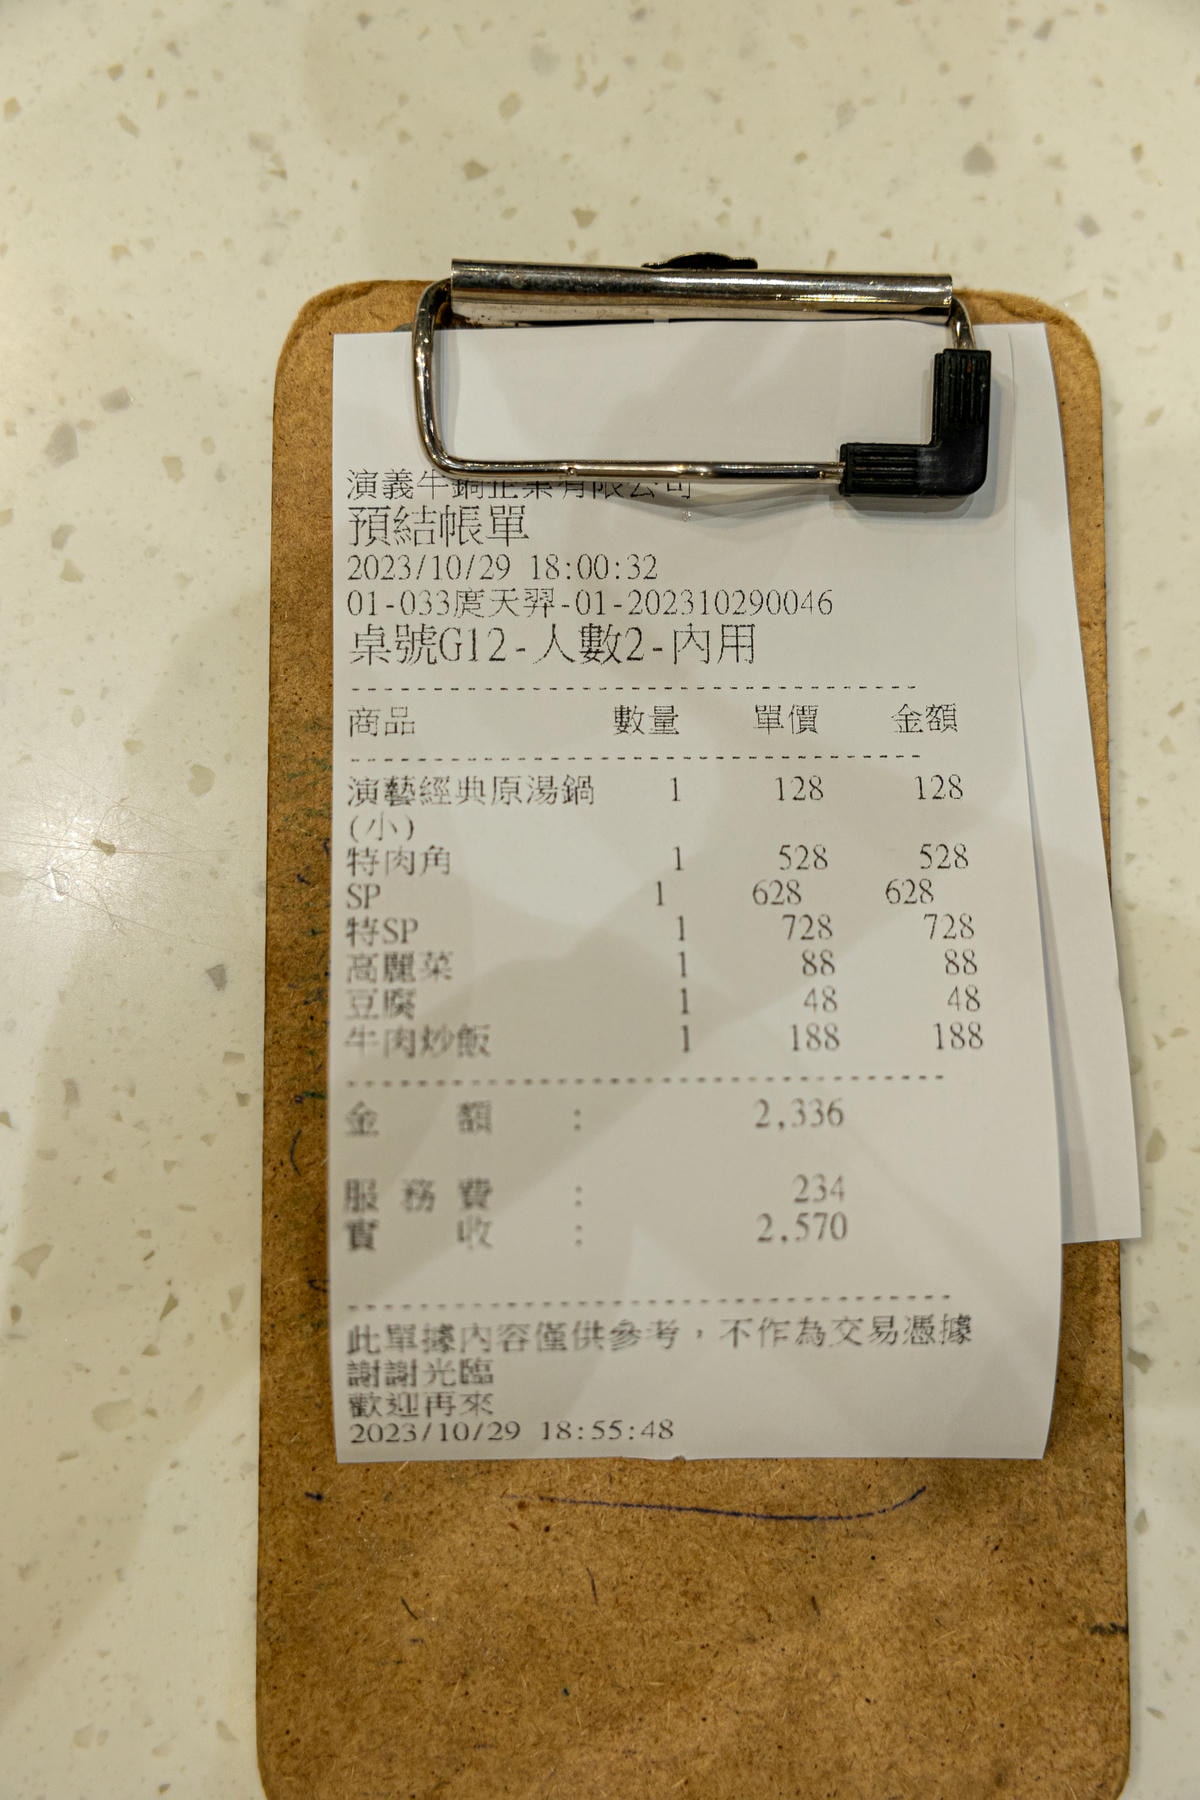 演義牛鍋企業有限公司
預結帳單
2023/10/29 18:00:32
01-033庹天羿-01-202310290046
桌號G12-人數2-內用
商品 數量 單價 金額
演藝經典原湯鍋 1 128 128
(小)
特肉角 1 528 528
SP 1 628 628
特SP 1 728 728
高麗菜 1 88 88
豆腐 1 48 48
牛肉炒飯 1 188 188
金額: 2,336
服務費: 234
實收: 2,570
此單據內容僅供參考，不作為交易憑據
謝謝光臨
歡迎再來
2023/10/29 18:55:48